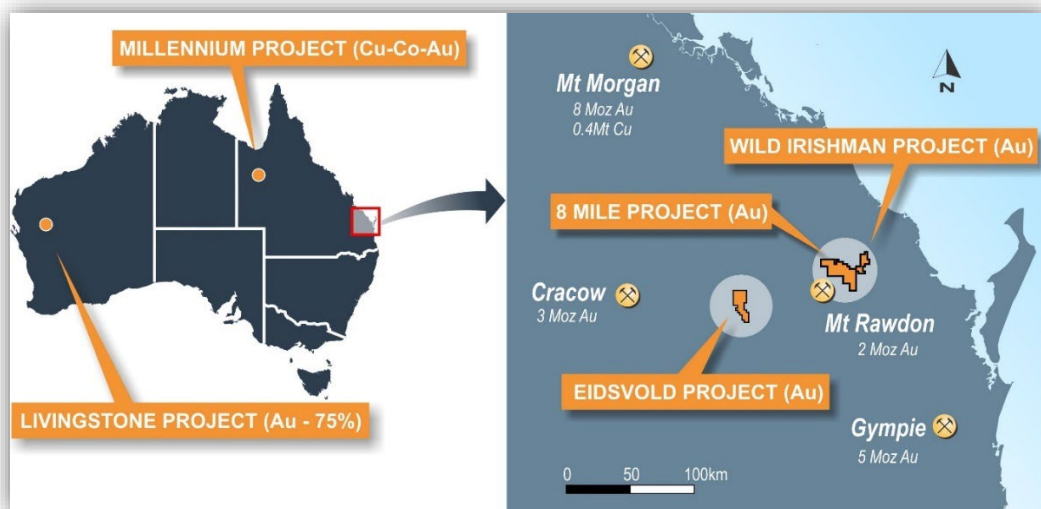 MILLENNIUM PROJECT (Cu-Co-Au)
LIVINGSTONE PROJECT (Au - 75%)
Mt Morgan
8 Moz Au
0.4Mt Cu
N
WILD IRISHMAN PROJECT (Au)
8 MILE PROJECT (Au)
Cracow
3 Moz Au
Mt Rawdon
2 Moz Au
EIDSVOLD PROJECT (Au)
Gympie
5 Moz Au
0 50 100km